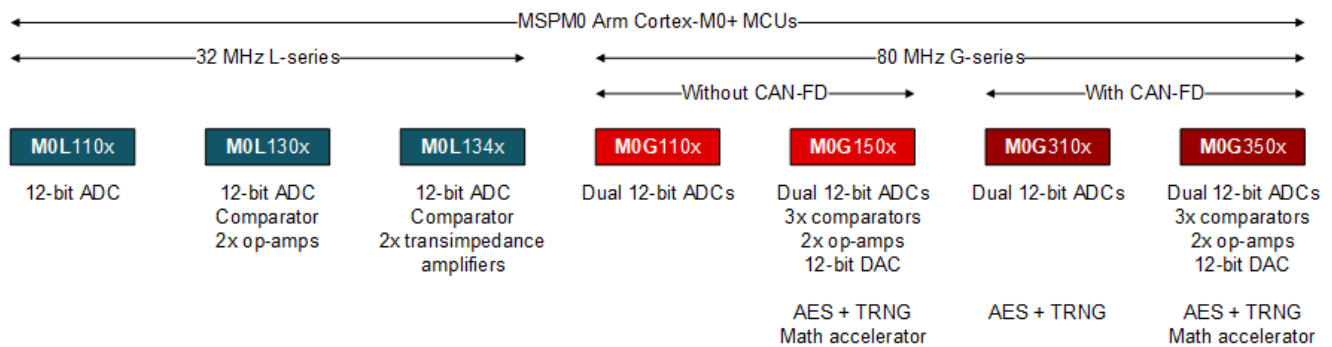 MSPM0 Arm Cortex-M0+ MCUs
32 MHz L-series
80 MHz G-series
Without CAN-FD
With CAN-FD
M0L110x
M0L130x
M0L134x
M0G110x
M0G150x
M0G310x
M0G350x
12-bit ADC
12-bit ADC
Comparator
2x op-amps
12-bit ADC
Comparator
2x transimpedance
amplifiers
Dual 12-bit ADCs
Dual 12-bit ADCs
3x comparators
2x op-amps
12-bit DAC
AES + TRNG
Math accelerator
Dual 12-bit ADCs
AES + TRNG
Dual 12-bit ADCs
3x comparators
2x op-amps
12-bit DAC
AES + TRNG
Math accelerator